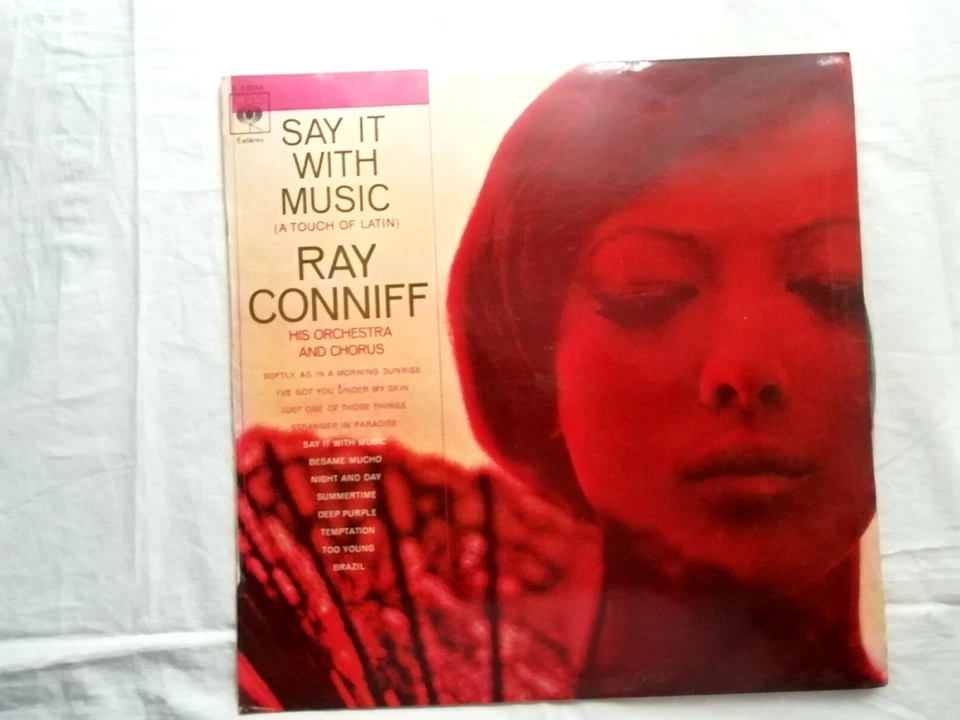 CBS
Estéreo
SAY IT
WITH
MUSIC
(A TOUCH OF LATIN)
RAY
CONNIFF
HIS ORCHESTRA
AND CHORUS
SOFTLY, AS IN A MORNING SUNRISE
I'VE GOT YOU UNDER MY SKIN
JUST ONE OF THOSE THINGS
STRANGER IN PARADISE
SAY IT WITH MUSIC
BESAME MUCHO
NIGHT AND DAY
SUMMERTIME
DEEP PURPLE
TEMPTATION
TOO YOUNG
BRAZIL